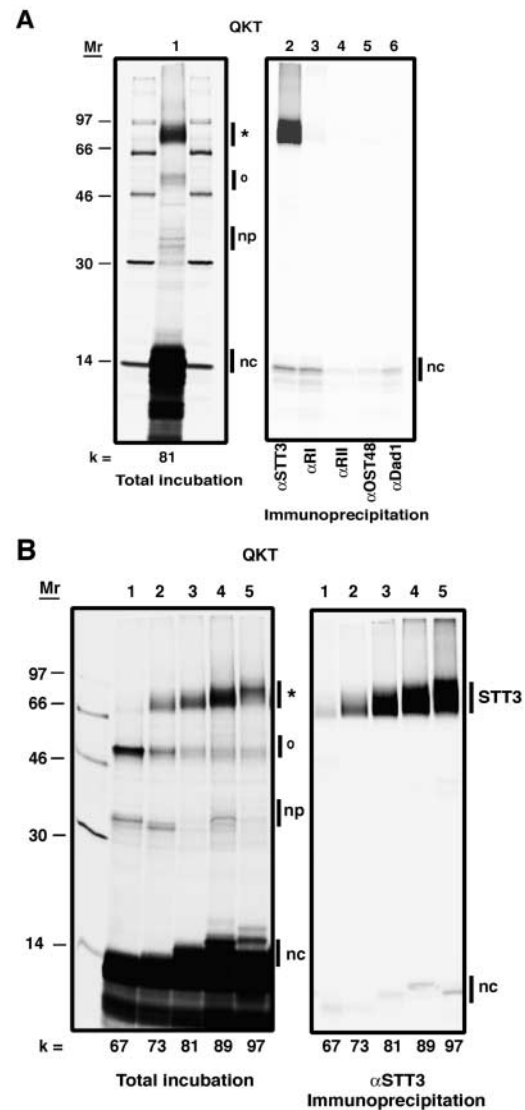 A
QKT
Mr
1
2 3 4 5 6
97
66
46
30
14
*
o
np
nc
nc
k = 81
Total incubation
αSTT3
αRI
αRII
αOST48
αDad1
Immunoprecipitation
B
QKT
Mr
1 2 3 4 5
1 2 3 4 5
97
66
46
30
14
*
o
np
nc
STT3
nc
k = 67 73 81 89 97
67 73 81 89 97
Total incubation
αSTT3
Immunoprecipitation